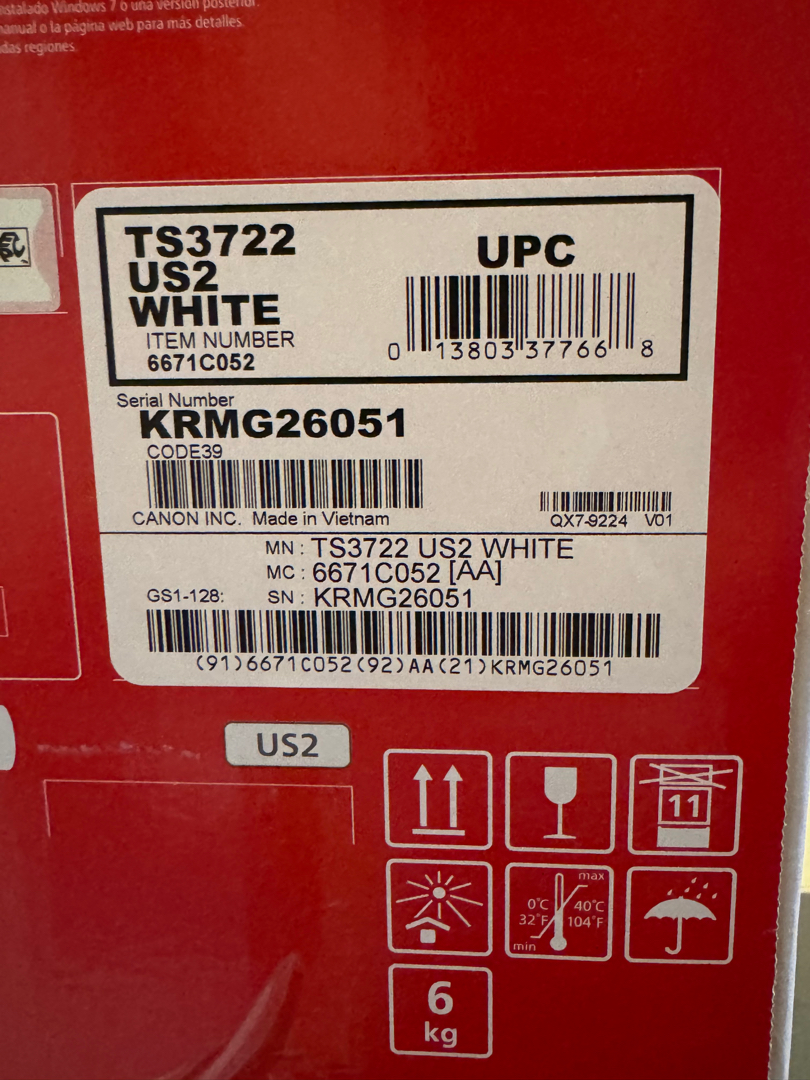 instalado Windows 7 o una versión posterior.
manual o la página web para más detalles.
das regiones.
TS3722
US2
WHITE
ITEM NUMBER
6671C052
UPC
0 13803 37766 8
Serial Number
KRMG26051
CODE39
CANON INC. Made in Vietnam
QX7-9224 V01
MN : TS3722 US2 WHITE
MC : 6671C052 [AA]
GS1-128: SN : KRMG26051
(91)6671C052(92)AA(21)KRMG26051
US2
11
max
0°C 40°C
32°F 104°F
min
6
kg